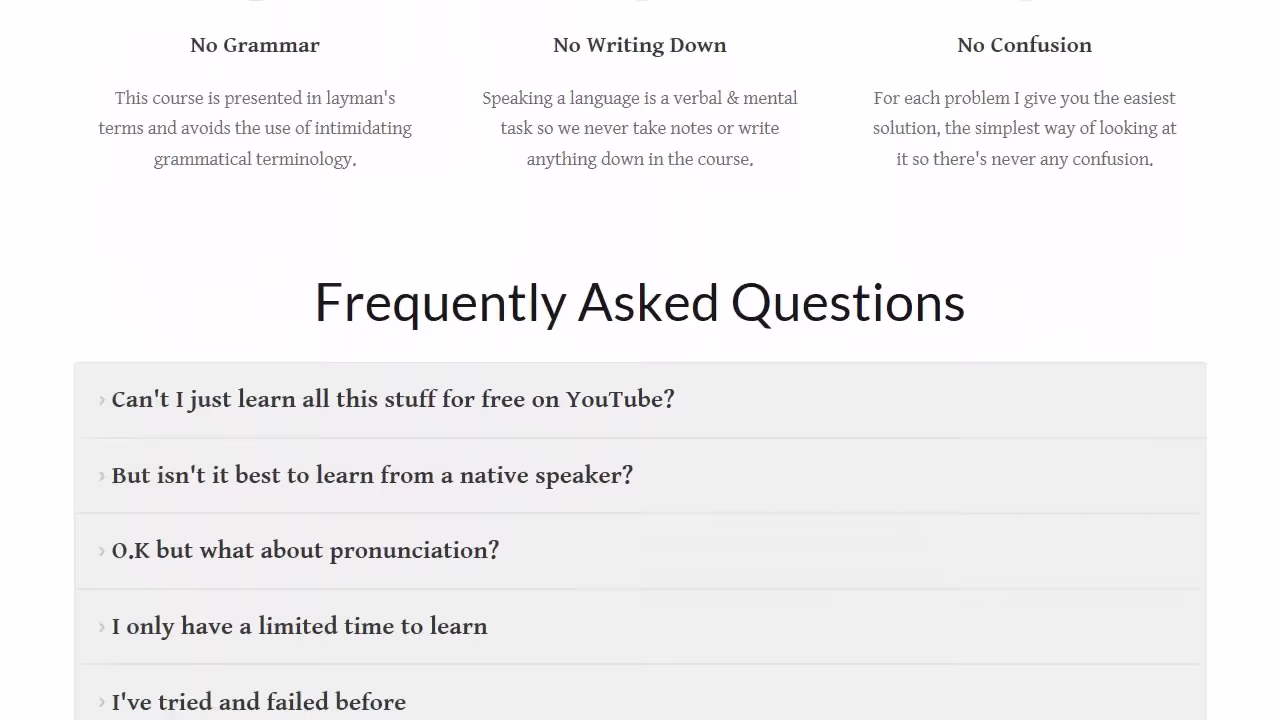 No Grammar
This course is presented in layman's
terms and avoids the use of intimidating
grammatical terminology.
No Writing Down
Speaking a language is a verbal & mental
task so we never take notes or write
anything down in the course.
No Confusion
For each problem I give you the easiest
solution, the simplest way of looking at
it so there's never any confusion.
Frequently Asked Questions
› Can't I just learn all this stuff for free on YouTube?
› But isn't it best to learn from a native speaker?
› O.K but what about pronunciation?
› I only have a limited time to learn
› I've tried and failed before